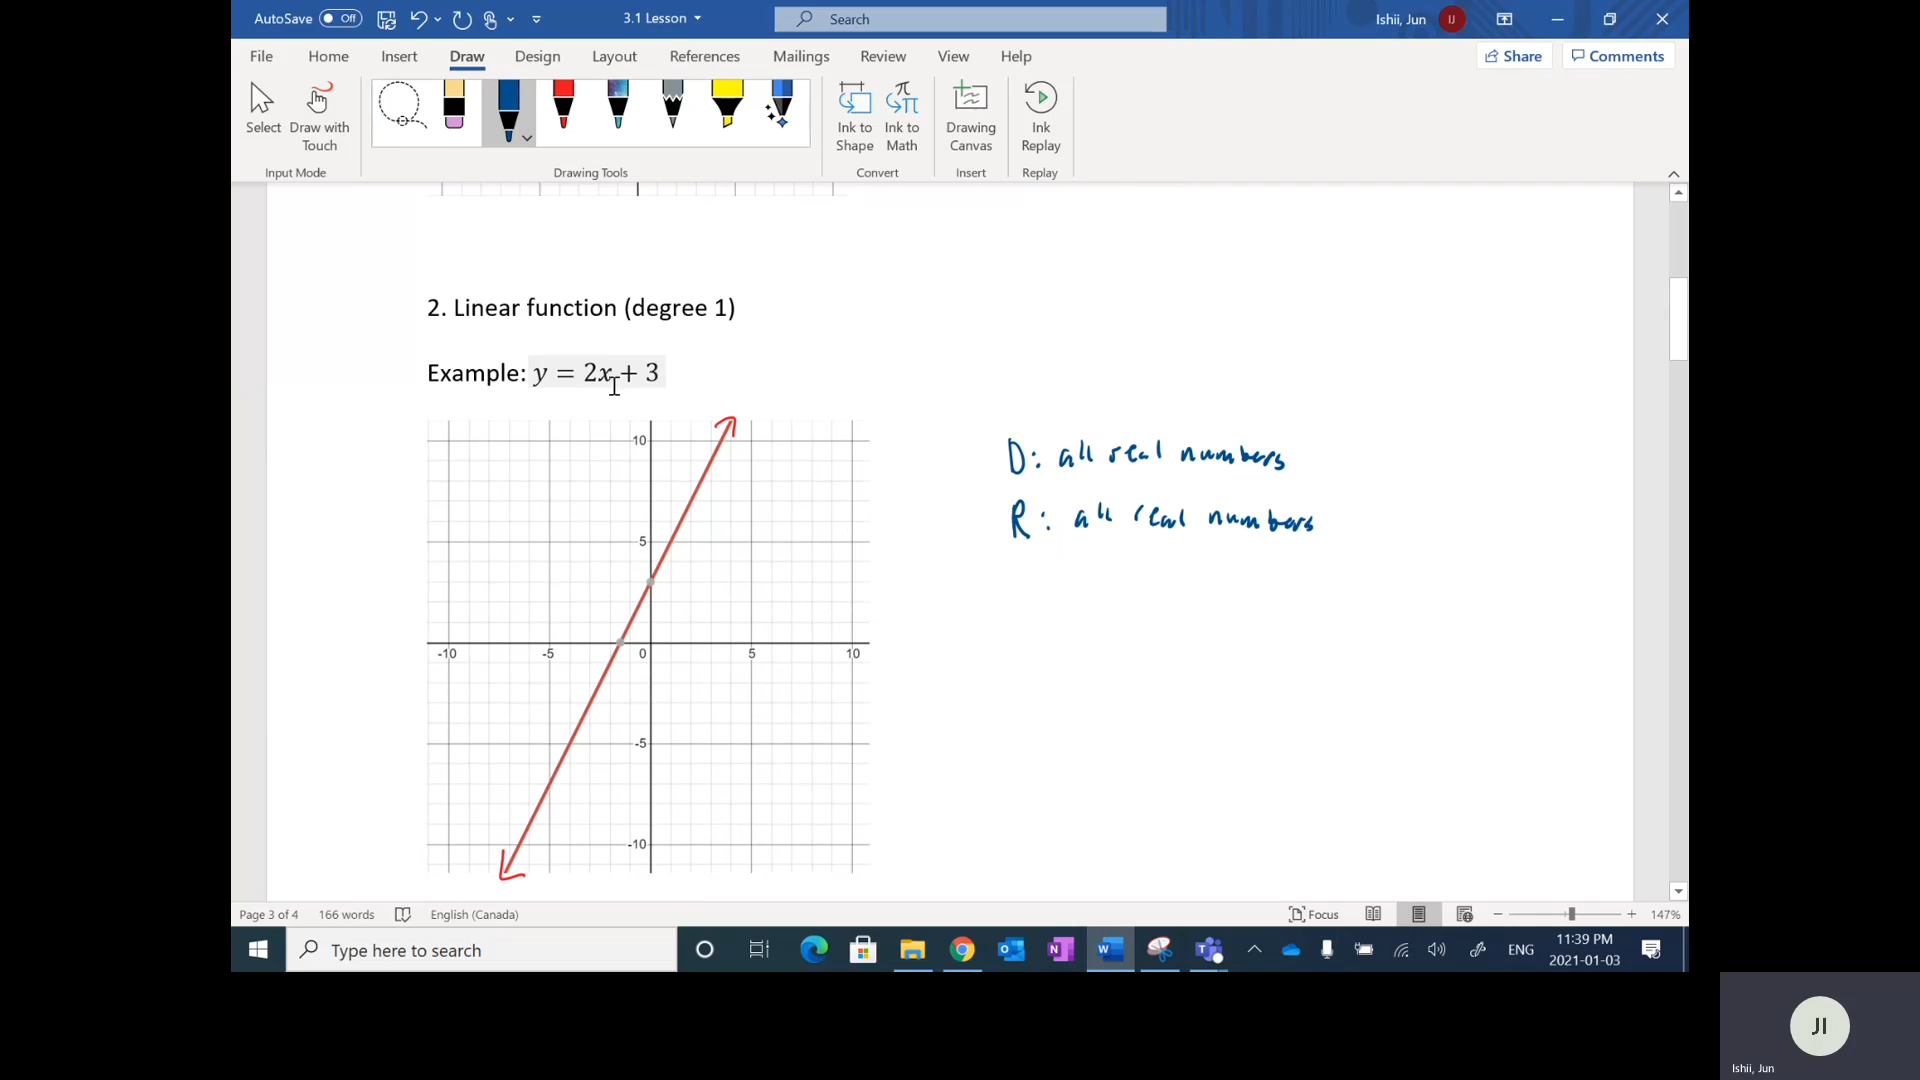 AutoSave Off 3.1 Lesson Search Ishii, Jun IJ
File Home Insert Draw Design Layout References Mailings Review View Help Share Comments
Select Draw with Touch
Ink to Shape Ink to Math Drawing Canvas Ink Replay
Input Mode Drawing Tools Convert Insert Replay
2. Linear function (degree 1)
Example: y = 2x + 3
10
5
-10 -5 0 5 10
-5
-10
D: all real numbers
R: all real numbers
Page 3 of 4 166 words English (Canada) Focus 147%
Type here to search ENG 11:39 PM
2021-01-03
JI
Ishii, Jun